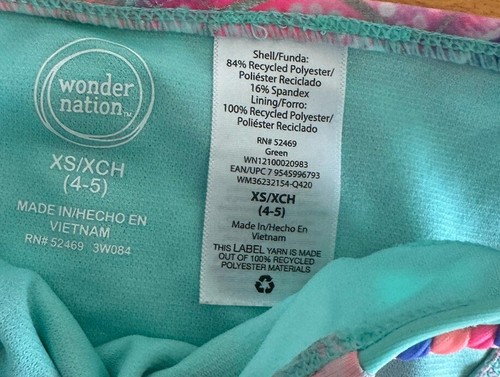 wonder
nation™
XS/XCH
(4-5)
MADE IN/HECHO EN
VIETNAM
RN# 52469 3W084
Shell/Funda:
84% Recycled Polyester/
Poliéster Reciclado
16% Spandex
Lining/Forro:
100% Recycled Polyester/
Poliéster Reciclado
RN# 52469
Green
WN12100020983
EAN/UPC 7 9545996793
WM36232154-Q420
XS/XCH
(4-5)
Made in/Hecho en
Vietnam
THIS LABEL YARN IS MADE
OUT OF 100% RECYCLED
POLYESTER MATERIALS